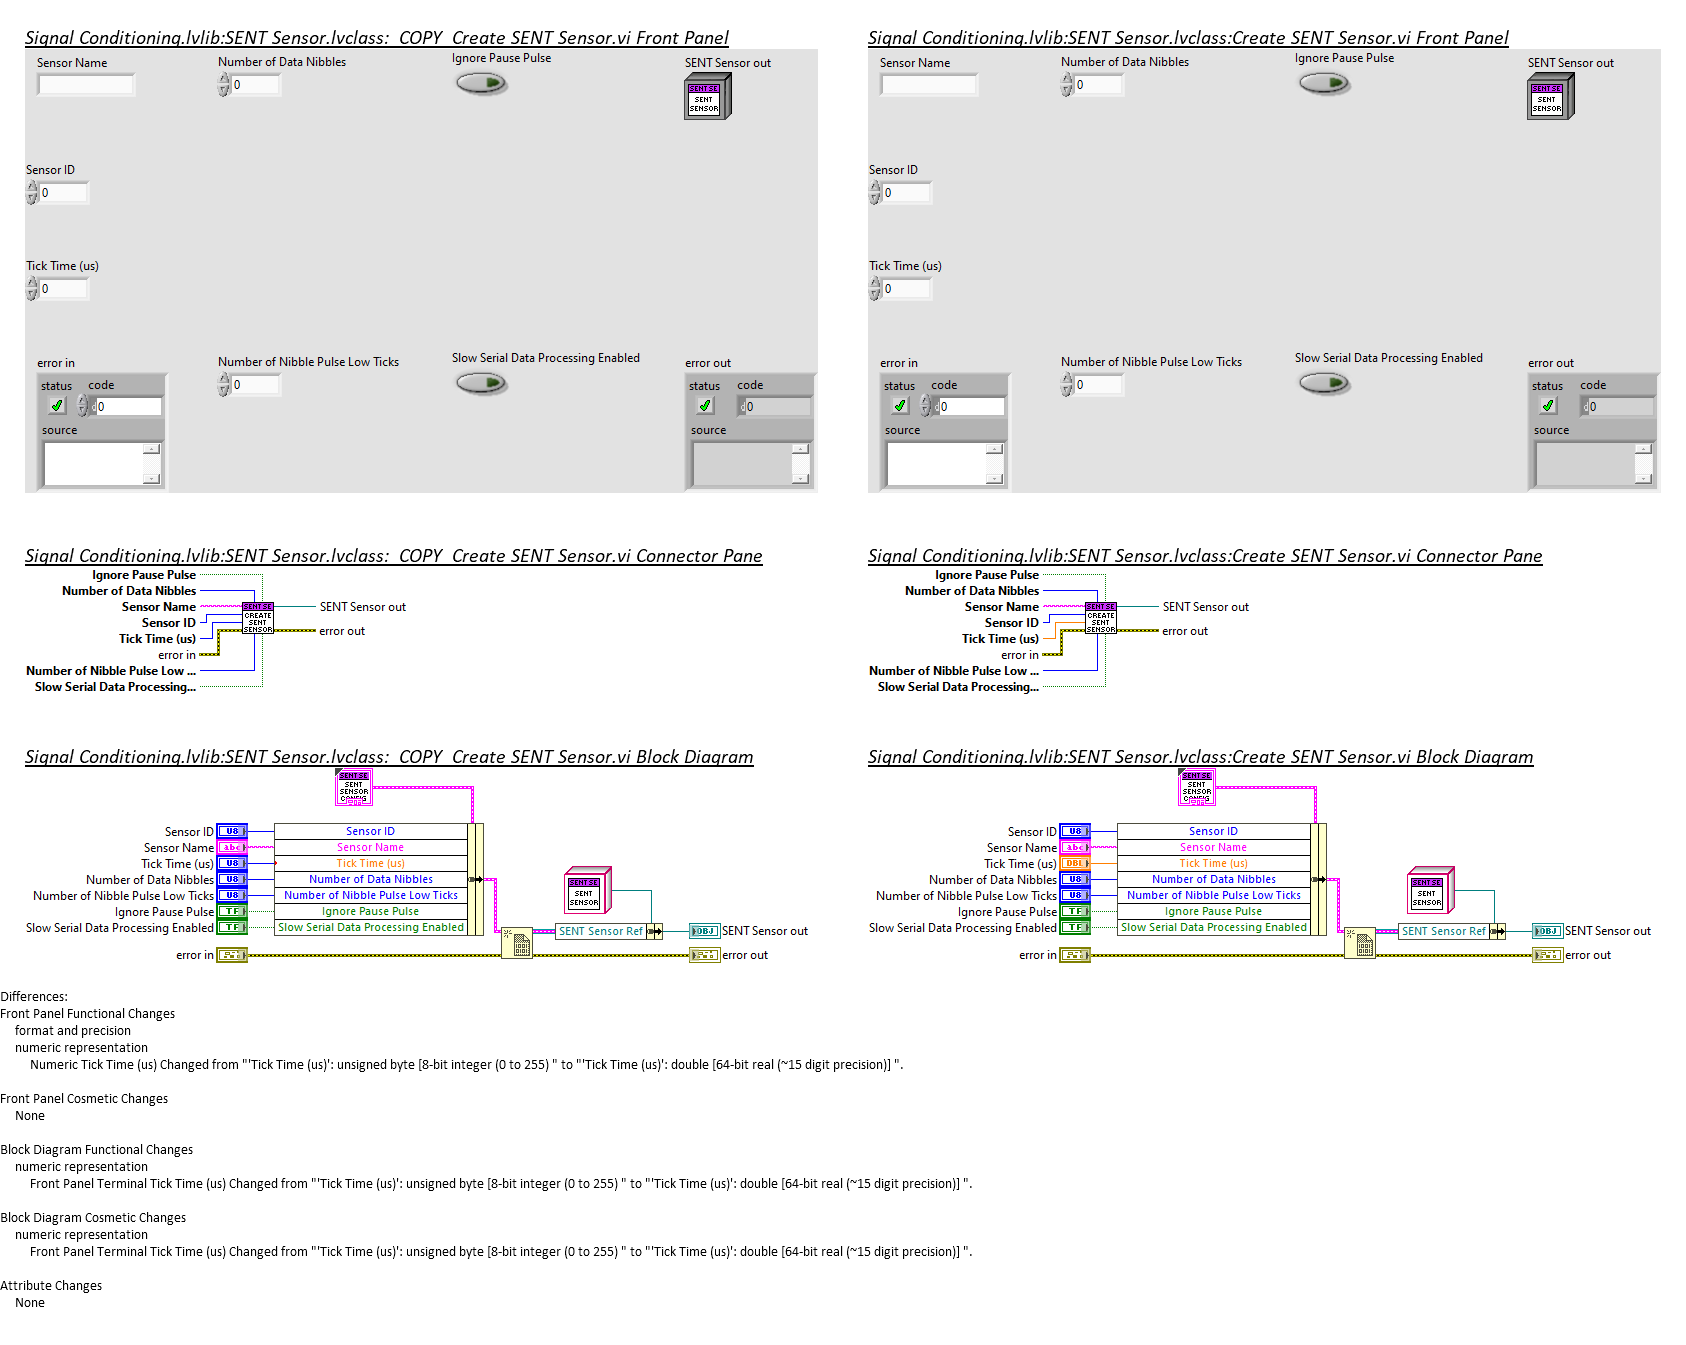 Signal Conditioning.lvlib:SENT Sensor.lvclass:_COPY_Create SENT Sensor.vi Front Panel
Sensor Name
Number of Data Nibbles
Ignore Pause Pulse
SENT Sensor out
0
SENT SE
SENT
SENSOR
Sensor ID
0
Tick Time (us)
0
error in
Number of Nibble Pulse Low Ticks
Slow Serial Data Processing Enabled
error out
status code
0
status code
d0
d0
source
source
Signal Conditioning.lvlib:SENT Sensor.lvclass:Create SENT Sensor.vi Front Panel
Sensor Name
Number of Data Nibbles
Ignore Pause Pulse
SENT Sensor out
0
SENT SE
SENT
SENSOR
Sensor ID
0
Tick Time (us)
0
error in
Number of Nibble Pulse Low Ticks
Slow Serial Data Processing Enabled
error out
status code
0
status code
d0
d0
source
source
Signal Conditioning.lvlib:SENT Sensor.lvclass:_COPY_Create SENT Sensor.vi Connector Pane
Ignore Pause Pulse
Number of Data Nibbles
Sensor Name
Sensor ID
Tick Time (us)
error in
Number of Nibble Pulse Low ...
Slow Serial Data Processing...
SENT SE
CREATE
SENT
SENSOR
SENT Sensor out
error out
Signal Conditioning.lvlib:SENT Sensor.lvclass:Create SENT Sensor.vi Connector Pane
Ignore Pause Pulse
Number of Data Nibbles
Sensor Name
Sensor ID
Tick Time (us)
error in
Number of Nibble Pulse Low ...
Slow Serial Data Processing...
SENT SE
CREATE
SENT
SENSOR
SENT Sensor out
error out
Signal Conditioning.lvlib:SENT Sensor.lvclass:_COPY_Create SENT Sensor.vi Block Diagram
SENT SE
SENT
SENSOR
CONFIG
Sensor ID U8 Sensor ID
Sensor Name abc Sensor Name
Tick Time (us) U8 Tick Time (us)
Number of Data Nibbles U8 Number of Data Nibbles
Number of Nibble Pulse Low Ticks U8 Number of Nibble Pulse Low Ticks
Ignore Pause Pulse TF Ignore Pause Pulse
Slow Serial Data Processing Enabled TF Slow Serial Data Processing Enabled
error in
SENT SE
SENT
SENSOR
SENT Sensor Ref
OBJ SENT Sensor out
error out
Signal Conditioning.lvlib:SENT Sensor.lvclass:Create SENT Sensor.vi Block Diagram
SENT SE
SENT
SENSOR
CONFIG
Sensor ID U8 Sensor ID
Sensor Name abc Sensor Name
Tick Time (us) DBL Tick Time (us)
Number of Data Nibbles U8 Number of Data Nibbles
Number of Nibble Pulse Low Ticks U8 Number of Nibble Pulse Low Ticks
Ignore Pause Pulse TF Ignore Pause Pulse
Slow Serial Data Processing Enabled TF Slow Serial Data Processing Enabled
error in
SENT SE
SENT
SENSOR
SENT Sensor Ref
OBJ SENT Sensor out
error out
Differences:
Front Panel Functional Changes
format and precision
numeric representation
Numeric Tick Time (us) Changed from "'Tick Time (us)': unsigned byte [8-bit integer (0 to 255) " to "'Tick Time (us)': double [64-bit real (~15 digit precision)] ".
Front Panel Cosmetic Changes
None
Block Diagram Functional Changes
numeric representation
Front Panel Terminal Tick Time (us) Changed from "'Tick Time (us)': unsigned byte [8-bit integer (0 to 255) " to "'Tick Time (us)': double [64-bit real (~15 digit precision)] ".
Block Diagram Cosmetic Changes
numeric representation
Front Panel Terminal Tick Time (us) Changed from "'Tick Time (us)': unsigned byte [8-bit integer (0 to 255) " to "'Tick Time (us)': double [64-bit real (~15 digit precision)] ".
Attribute Changes
None